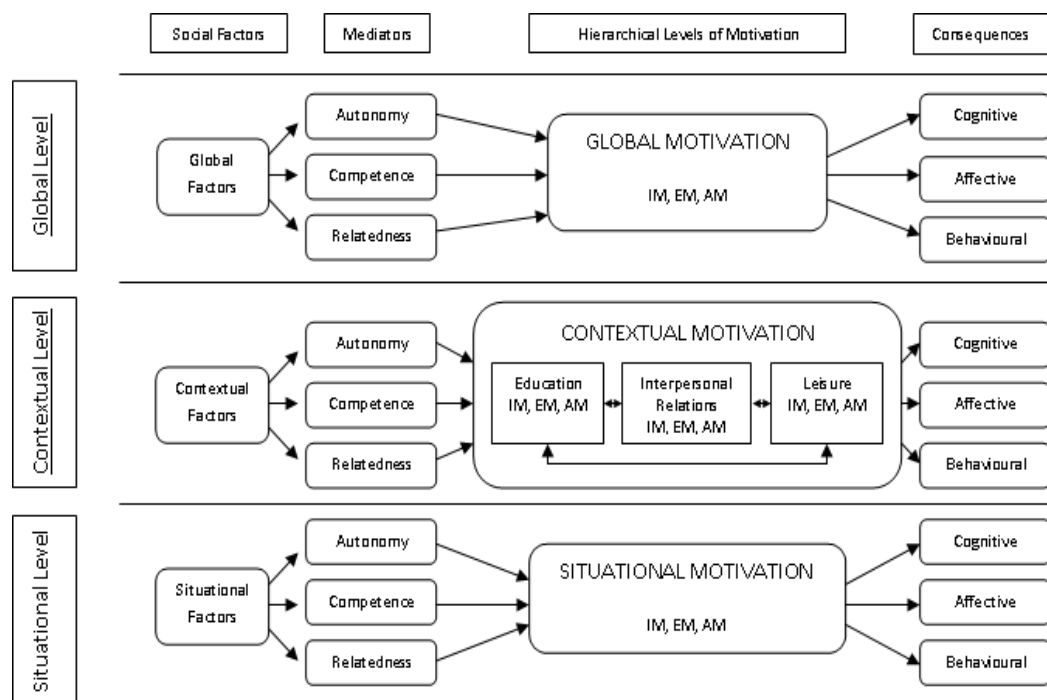 Social Factors
Mediators
Hierarchical Levels of Motivation
Consequences
Global Level
Global
Factors
Autonomy
Competence
Relatedness
GLOBAL MOTIVATION
IM, EM, AM
Cognitive
Affective
Behavioural
Contextual Level
Contextual
Factors
Autonomy
Competence
Relatedness
CONTEXTUAL MOTIVATION
Education
IM, EM, AM
Interpersonal
Relations
IM, EM, AM
Leisure
IM, EM, AM
Cognitive
Affective
Behavioural
Situational Level
Situational
Factors
Autonomy
Competence
Relatedness
SITUATIONAL MOTIVATION
IM, EM, AM
Cognitive
Affective
Behavioural